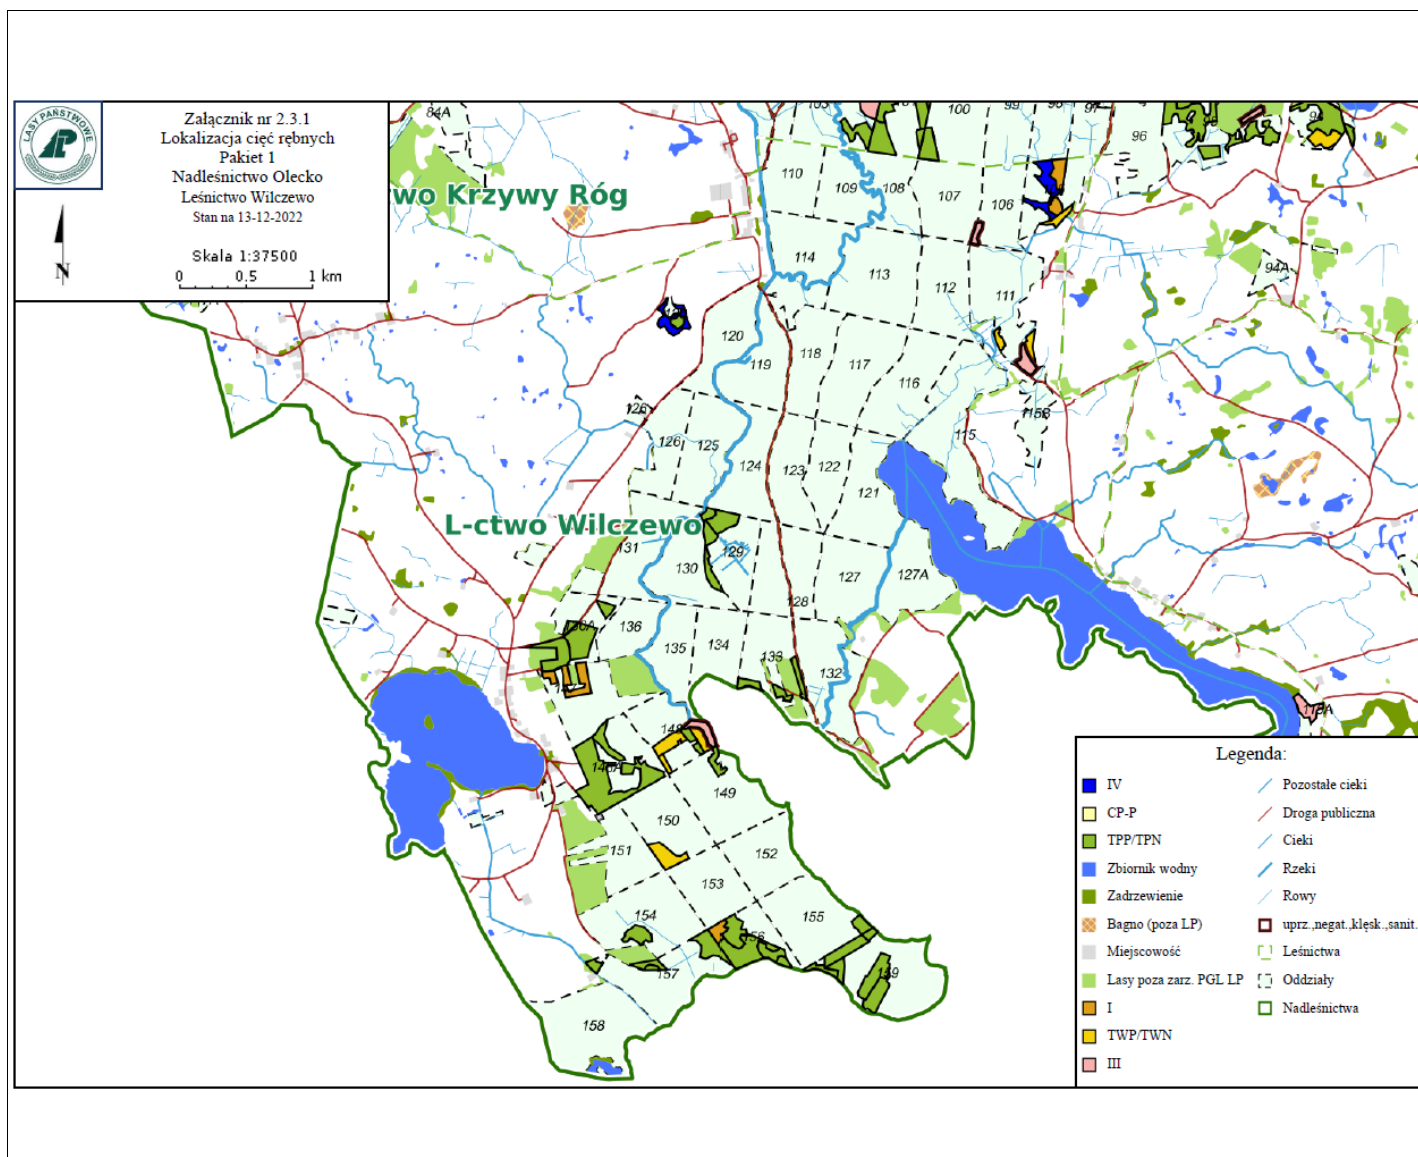 LASY PAŃSTWOWE
Załącznik nr 2.3.1
Lokalizacja cięć rębnych
Pakiet 1
Nadleśnictwo Olecko
Leśnictwo Wilczewo
Stan na 13-12-2022
Skala 1:37500
0 0.5 1 km
N
84A
100
99
96
110
109
108
107
106
wo Krzywy Róg
114
113
112
111
94A
120
119
118
117
116
115B
126
125
124
123
122
121
115
L-ctwo Wilczewo
131
130
129
127
127A
128
136
135
134
133
132
148
149
150
151
152
153
154
155
156
157
159
158
Legenda:
IV
CP-P
TPP/TPN
Zbiornik wodny
Zadrzewienie
Bagno (poza LP)
Miejscowość
Lasy poza zarz. PGL LP
I
TWP/TWN
III
Pozostałe cieki
Droga publiczna
Cieki
Rzeki
Rowy
uprz.,negat.,klęsk.,sanit.
Leśnictwa
Oddziały
Nadleśnictwa